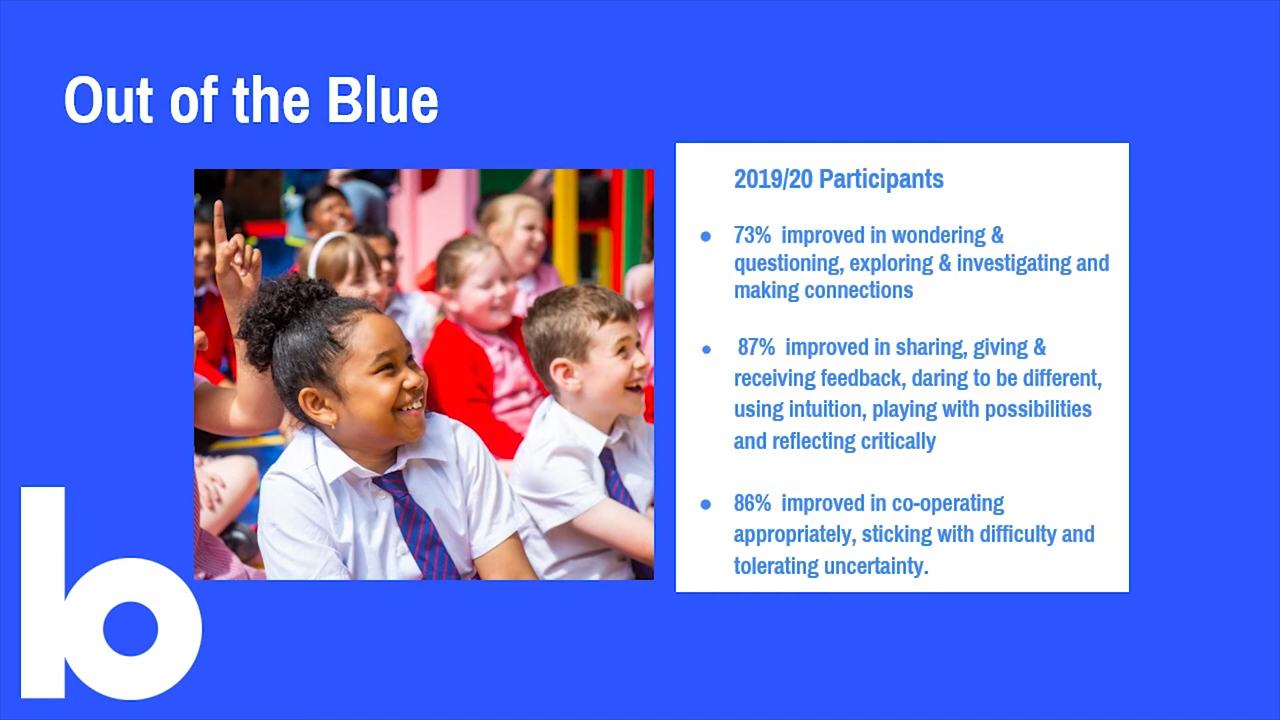 Out of the Blue
2019/20 Participants
● 73%  improved in wondering &
questioning, exploring & investigating and
making connections
● 87%  improved in sharing, giving &
receiving feedback, daring to be different,
using intuition, playing with possibilities
and reflecting critically
● 86%  improved in co-operating
appropriately, sticking with difficulty and
tolerating uncertainty.
b